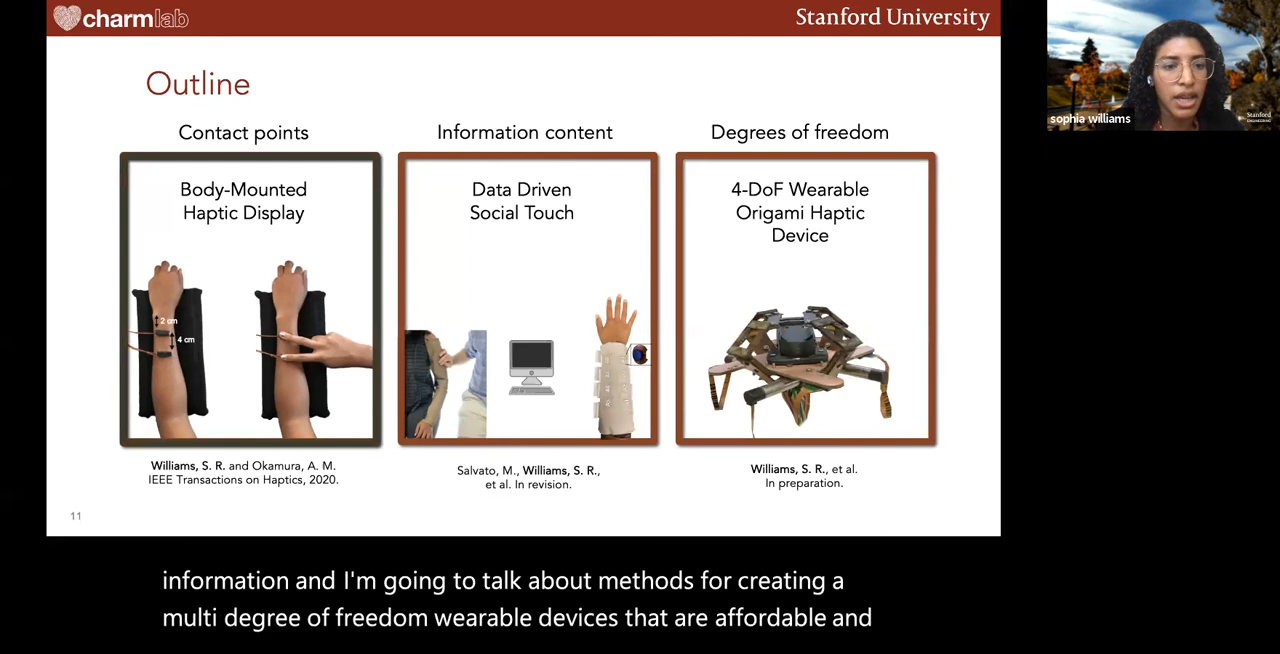 charmlab
Stanford University
Outline
Contact points
Body-Mounted
Haptic Display
2 cm
4 cm
Williams, S. R. and Okamura, A. M.
IEEE Transactions on Haptics, 2020.
Information content
Data Driven
Social Touch
Salvato, M., Williams, S. R.,
et al. In revision.
Degrees of freedom
4-DoF Wearable
Origami Haptic
Device
Williams, S. R., et al.
In preparation.
11
sophia williams
Stanford
ENGINEERING
information and I'm going to talk about methods for creating a
multi degree of freedom wearable devices that are affordable and